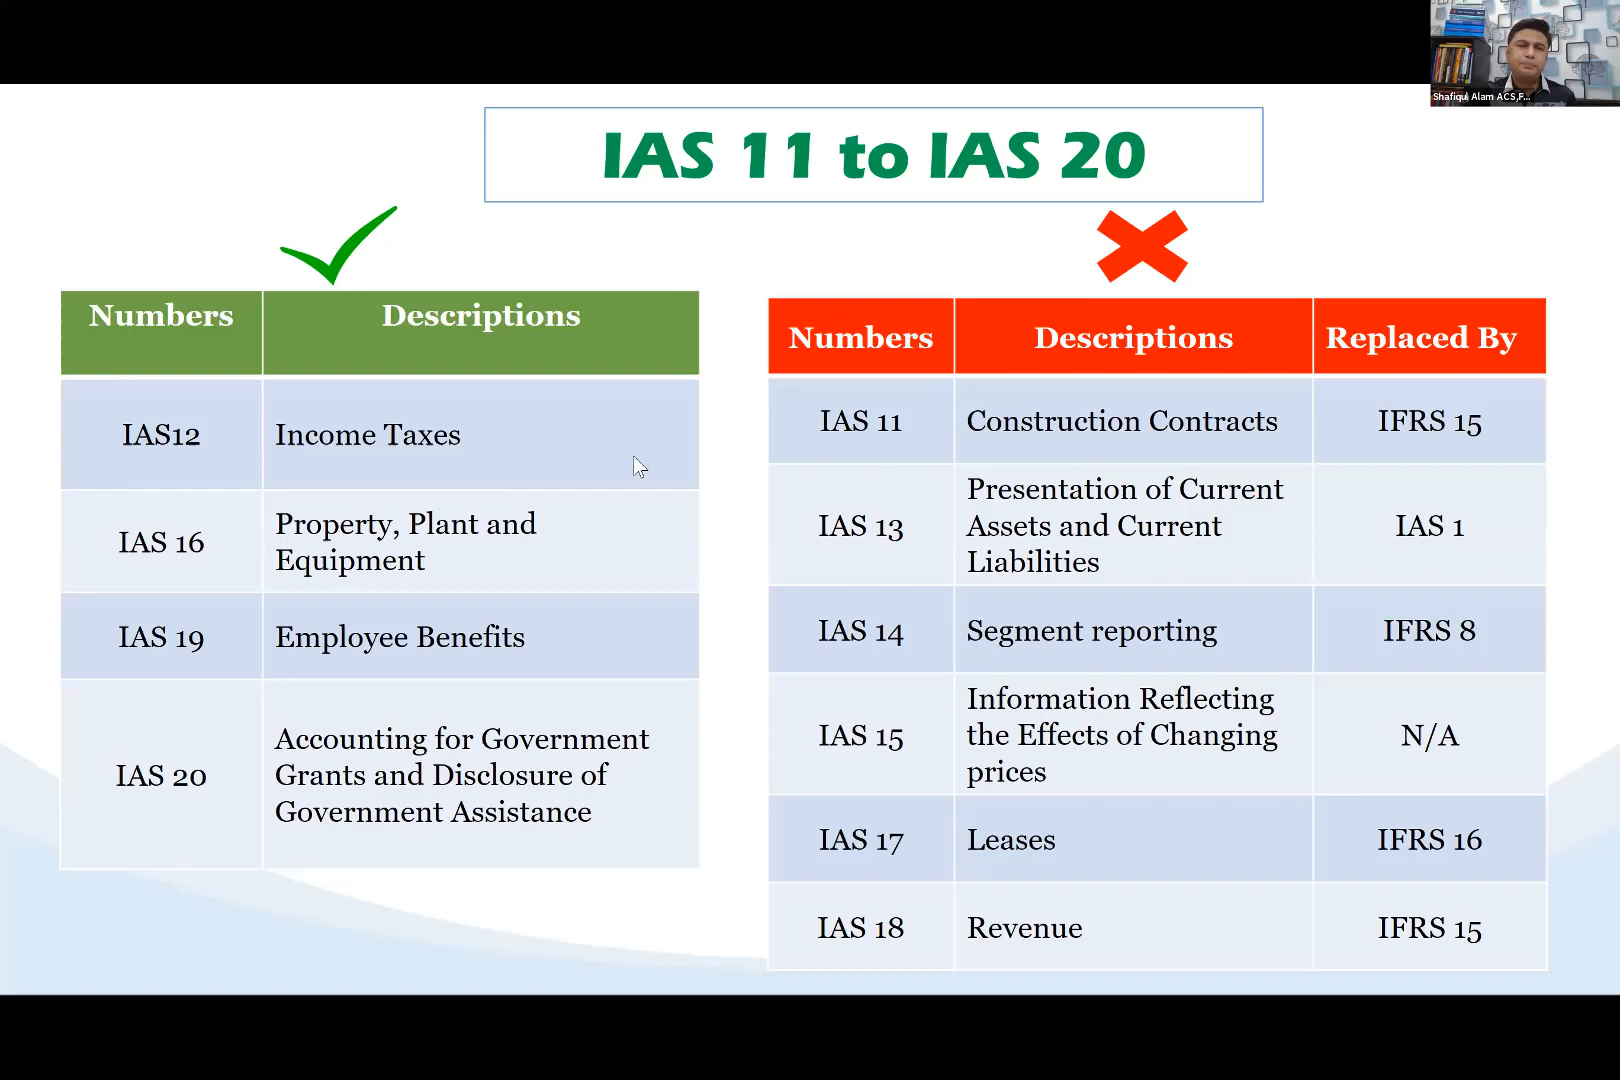 Shafiqul Alam ACS,F...
IAS 11 to IAS 20
Numbers Descriptions
IAS12 Income Taxes
IAS 16 Property, Plant and
Equipment
IAS 19 Employee Benefits
IAS 20 Accounting for Government
Grants and Disclosure of
Government Assistance
Numbers Descriptions Replaced By
IAS 11 Construction Contracts IFRS 15
IAS 13 Presentation of Current
Assets and Current
Liabilities IAS 1
IAS 14 Segment reporting IFRS 8
IAS 15 Information Reflecting
the Effects of Changing
prices N/A
IAS 17 Leases IFRS 16
IAS 18 Revenue IFRS 15